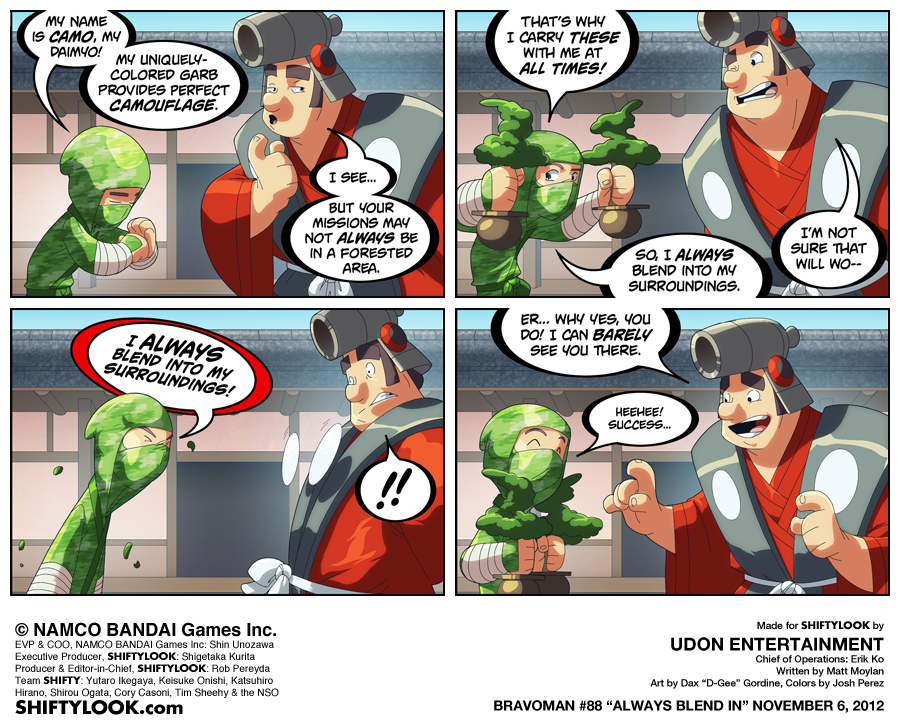 MY NAME
IS CAMO, MY
DAIMYO!
MY UNIQUELY-
COLORED GARB
PROVIDES PERFECT
CAMOUFLAGE.
I SEE...
BUT YOUR
MISSIONS MAY
NOT ALWAYS BE
IN A FORESTED
AREA.
THAT'S WHY
I CARRY THESE
WITH ME AT
ALL TIMES!
SO, I ALWAYS
BLEND INTO MY
SURROUNDINGS.
I'M NOT
SURE THAT
WILL WO--
I ALWAYS
BLEND INTO MY
SURROUNDINGS!
!!
ER... WHY YES, YOU
DO! I CAN BARELY
SEE YOU THERE.
HEEHEE!
SUCCESS...
© NAMCO BANDAI Games Inc.
EVP & COO, NAMCO BANDAI Games Inc: Shin Unozawa
Executive Producer, SHIFTYLOOK: Shigetaka Kurita
Producer & Editor-in-Chief, SHIFTYLOOK: Rob Pereyda
Team SHIFTY: Yutaro Ikegaya, Keisuke Onishi, Katsuhiro
Hirano, Shirou Ogata, Cory Casoni, Tim Sheehy & the NSO
SHIFTYLOOK.com
Made for SHIFTYLOOK by
UDON ENTERTAINMENT
Chief of Operations: Erik Ko
Written by Matt Moylan
Art by Dax "D-Gee" Gordine, Colors by Josh Perez
BRAVOMAN #88 "ALWAYS BLEND IN" NOVEMBER 6, 2012